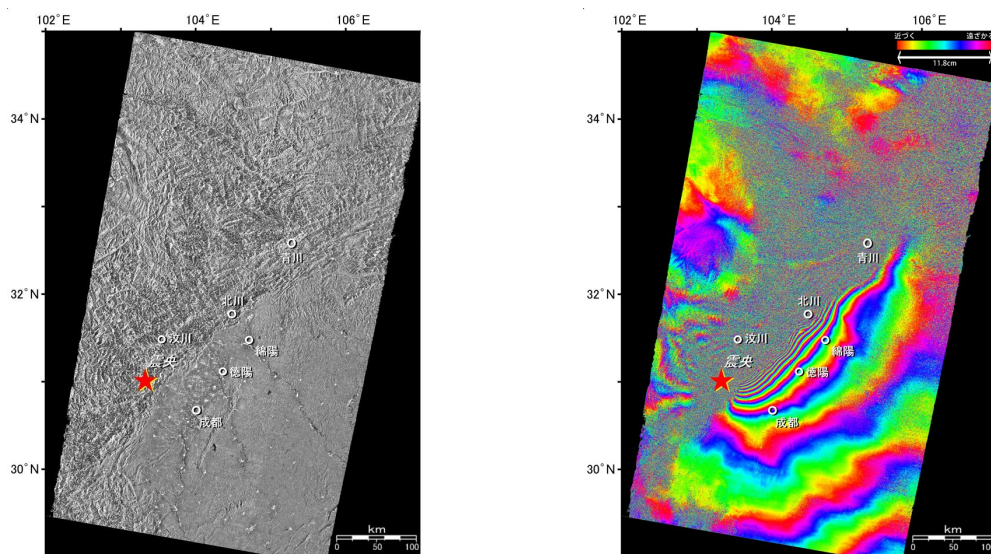 102°E
104°E
106°E
34°N
32°N
30°N
青川
北川
汶川
綿陽
震央
徳陽
成都
km
0 50 100
102°E
104°E
106°E
近づく
遠ざかる
11.8cm
34°N
32°N
30°N
青川
北川
汶川
綿陽
震央
徳陽
成都
km
0 50 100